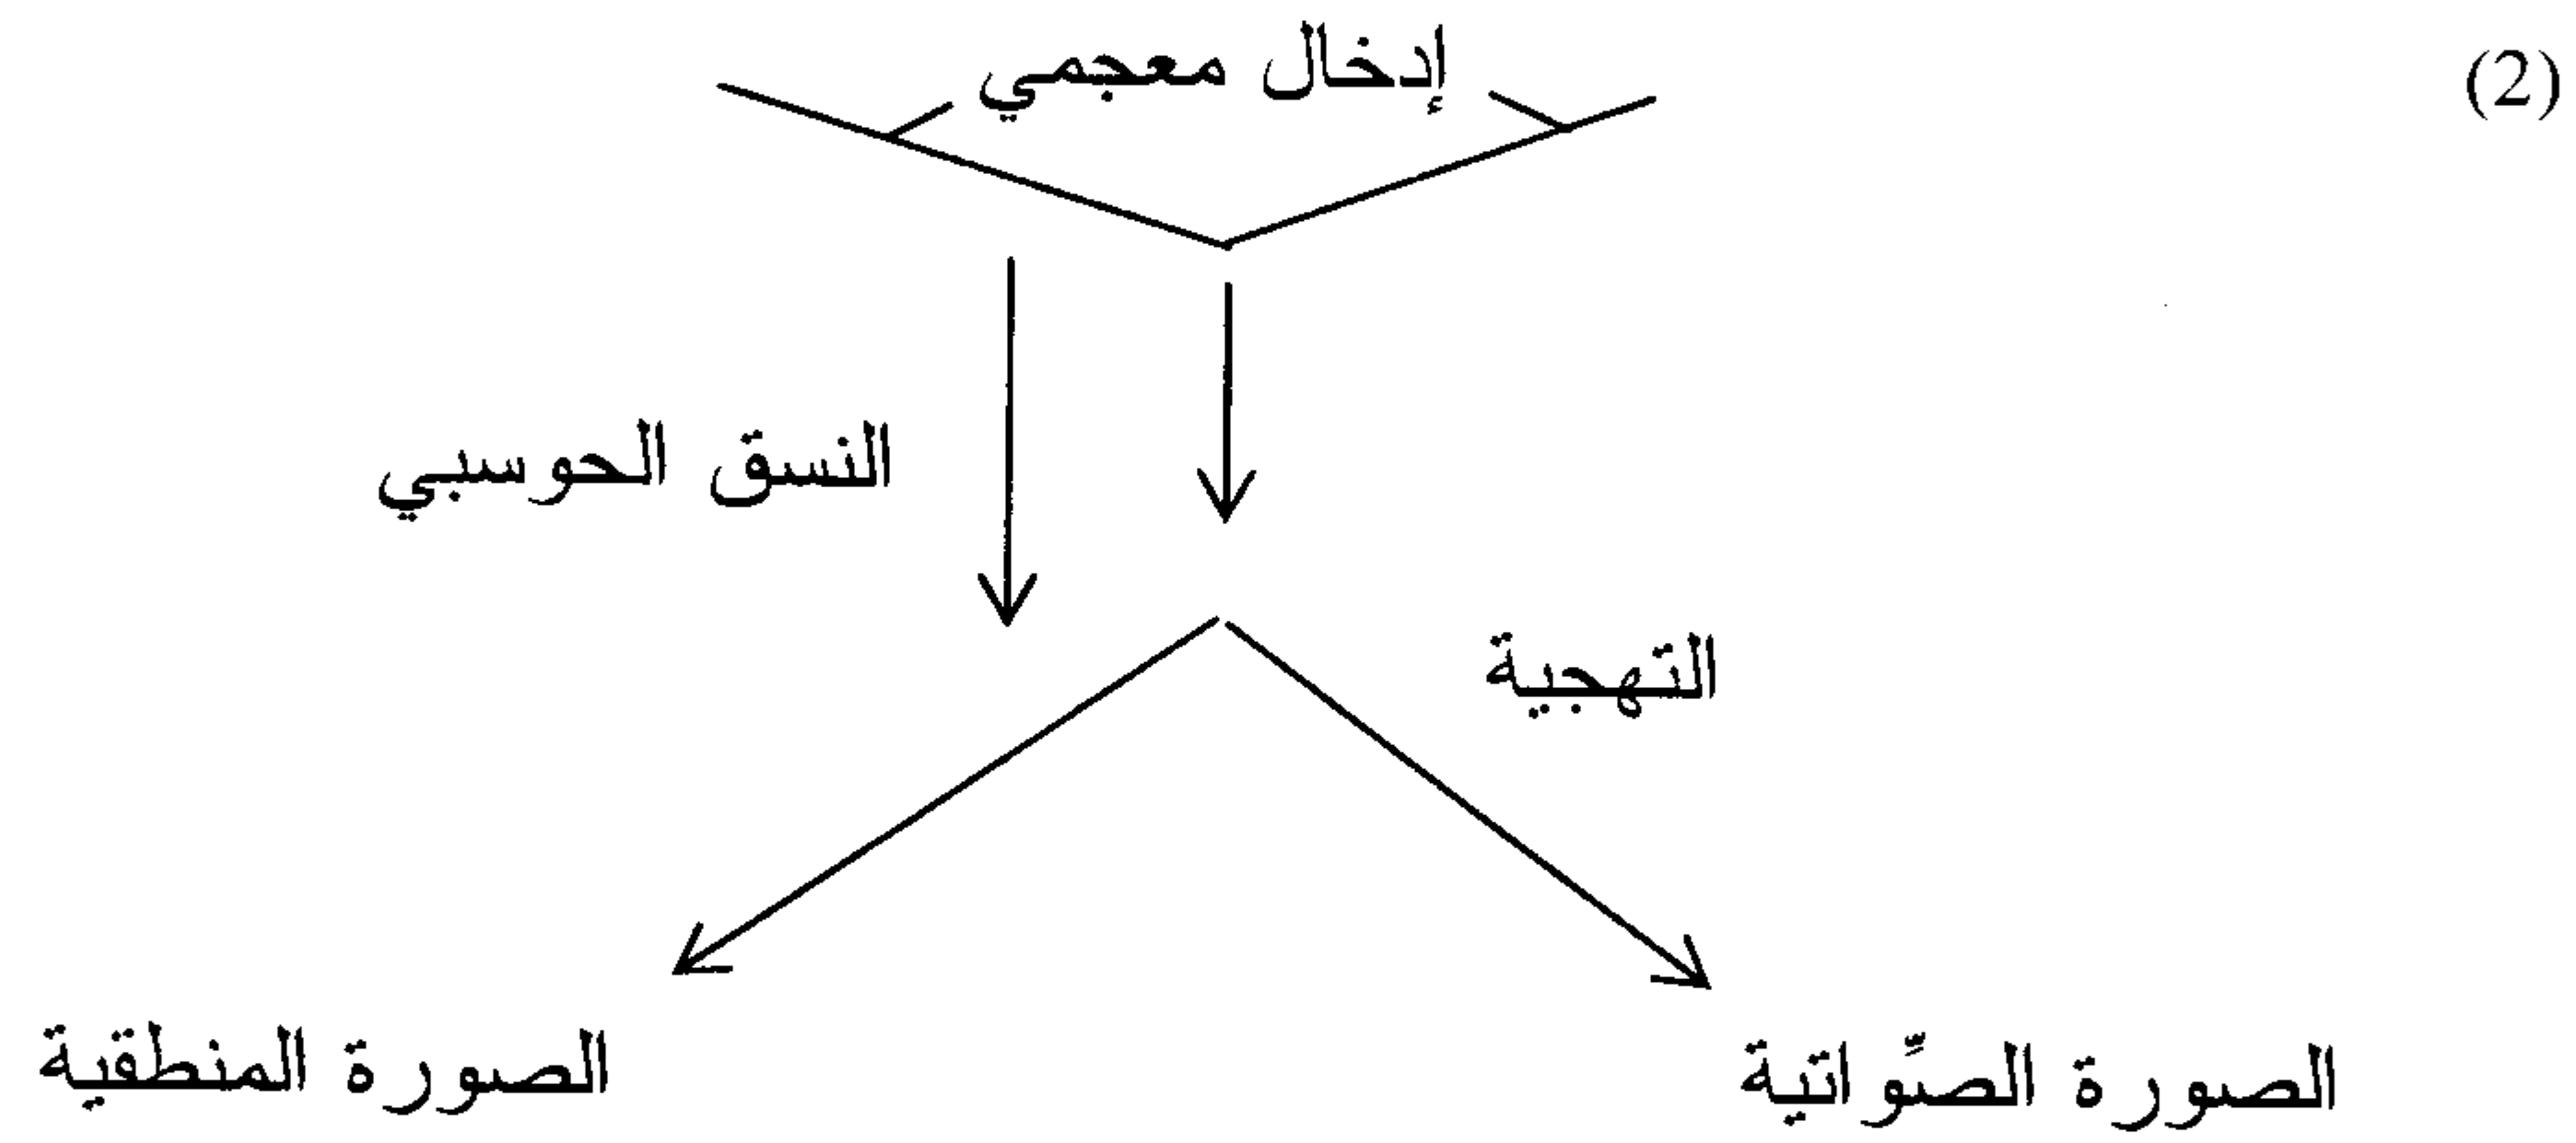 (2)
إدخال معجمي
النسق الحوسبي
التهجية
الصورة الصِّواتية
الصورة المنطقية